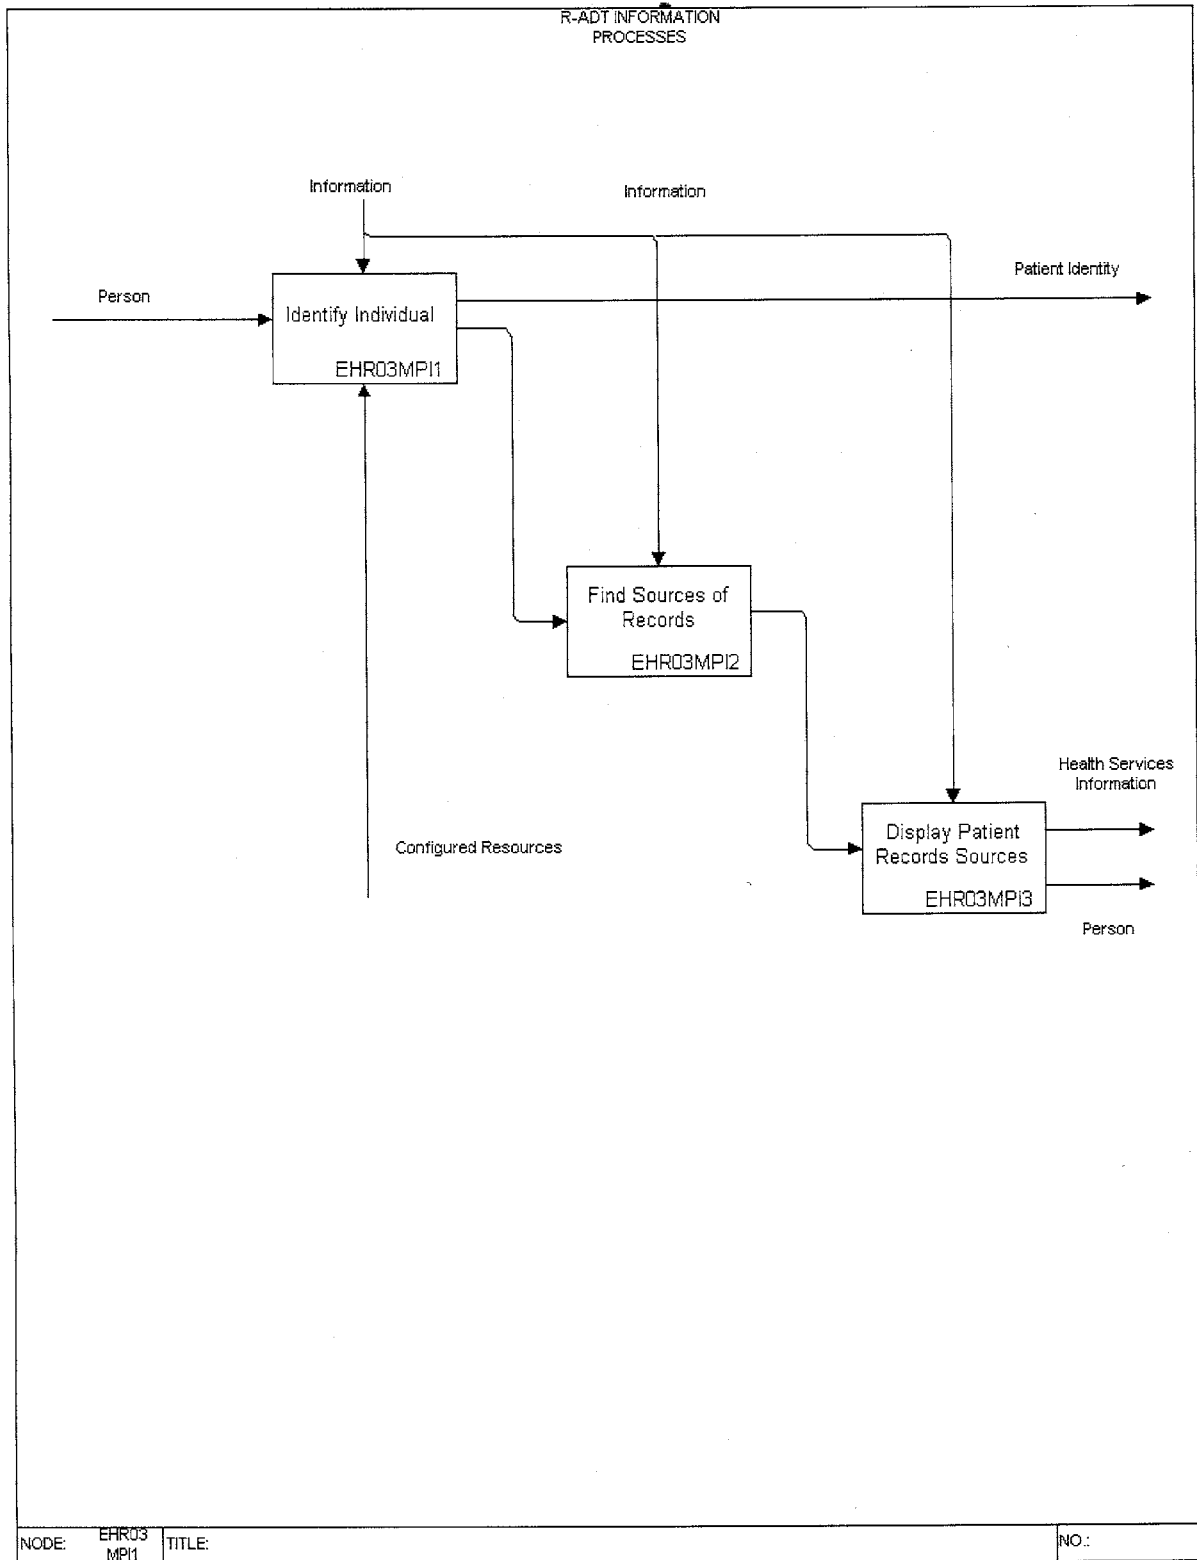 R-ADT INFORMATION
PROCESSES
Information
Information
Patient Identity
Person
Identify Individual
EHR03MPI1
Find Sources of
Records
EHR03MPI2
Health Services
Information
Display Patient
Records Sources
EHR03MPI3
Configured Resources
Person
NODE:
EHR03
MPI1
TITLE:
NO.: